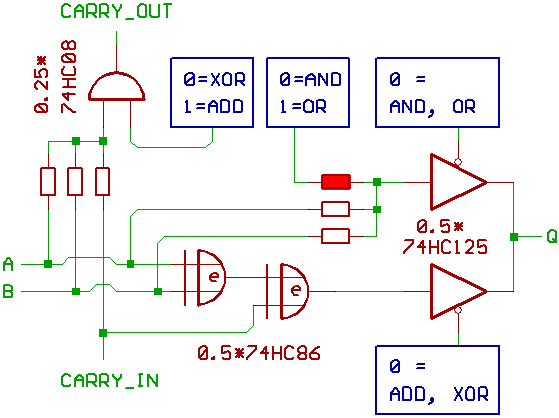 CARRY_OUT
0.25*
74HC08
0=XOR
1=ADD
0=AND
1=OR
0 =
AND, OR
0.5*
74HC125
Q
A
B
e
e
0.5*74HC86
CARRY_IN
0 =
ADD, XOR